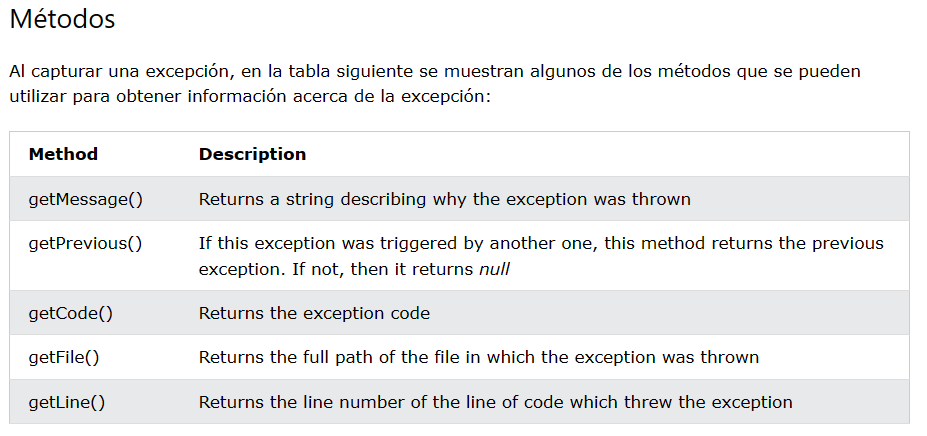 Métodos
Al capturar una excepción, en la tabla siguiente se muestran algunos de los métodos que se pueden
utilizar para obtener información acerca de la excepción:
Method Description
getMessage() Returns a string describing why the exception was thrown
getPrevious() If this exception was triggered by another one, this method returns the previous
exception. If not, then it returns null
getCode() Returns the exception code
getFile() Returns the full path of the file in which the exception was thrown
getLine() Returns the line number of the line of code which threw the exception